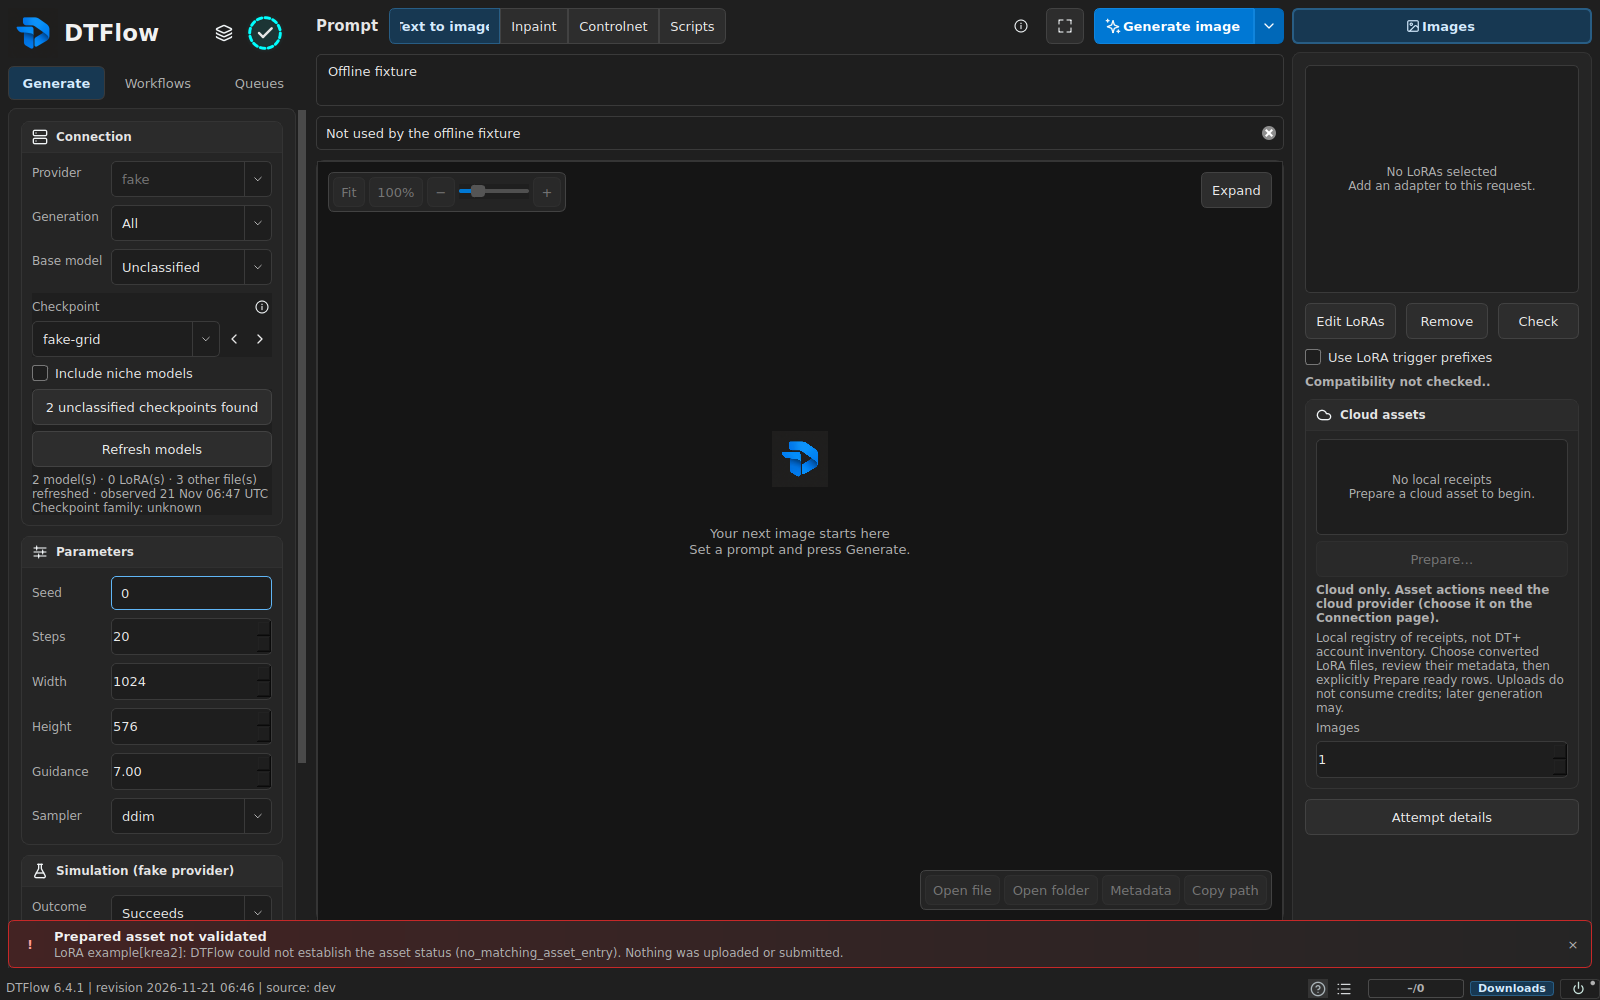 DTFlow
Prompt
Text to image
Inpaint
Controlnet
Scripts
Generate image
Images
Generate
Workflows
Queues
Offline fixture
Not used by the offline fixture
Connection
Provider
fake
Generation
All
Base model
Unclassified
Checkpoint
fake-grid
Include niche models
2 unclassified checkpoints found
Refresh models
2 model(s) · 0 LoRA(s) · 3 other file(s)
refreshed · observed 21 Nov 06:47 UTC
Checkpoint family: unknown
Parameters
Seed
0
Steps
20
Width
1024
Height
576
Guidance
7.00
Sampler
ddim
Simulation (fake provider)
Outcome
Succeeds
Fit
100%
−
+
Expand
Your next image starts here
Set a prompt and press Generate.
Open file
Open folder
Metadata
Copy path
No LoRAs selected
Add an adapter to this request.
Edit LoRAs
Remove
Check
Use LoRA trigger prefixes
Compatibility not checked..
Cloud assets
No local receipts
Prepare a cloud asset to begin.
Prepare...
Cloud only. Asset actions need the
cloud provider (choose it on the
Connection page).
Local registry of receipts, not DT+
account inventory. Choose converted
LoRA files, review their metadata, then
explicitly Prepare ready rows. Uploads do
not consume credits; later generation
may.
Images
1
Attempt details
! Prepared asset not validated
LoRA example[krea2]: DTFlow could not establish the asset status (no_matching_asset_entry). Nothing was uploaded or submitted.
DTFlow 6.4.1 | revision 2026-11-21 06:46 | source: dev
-/0
Downloads